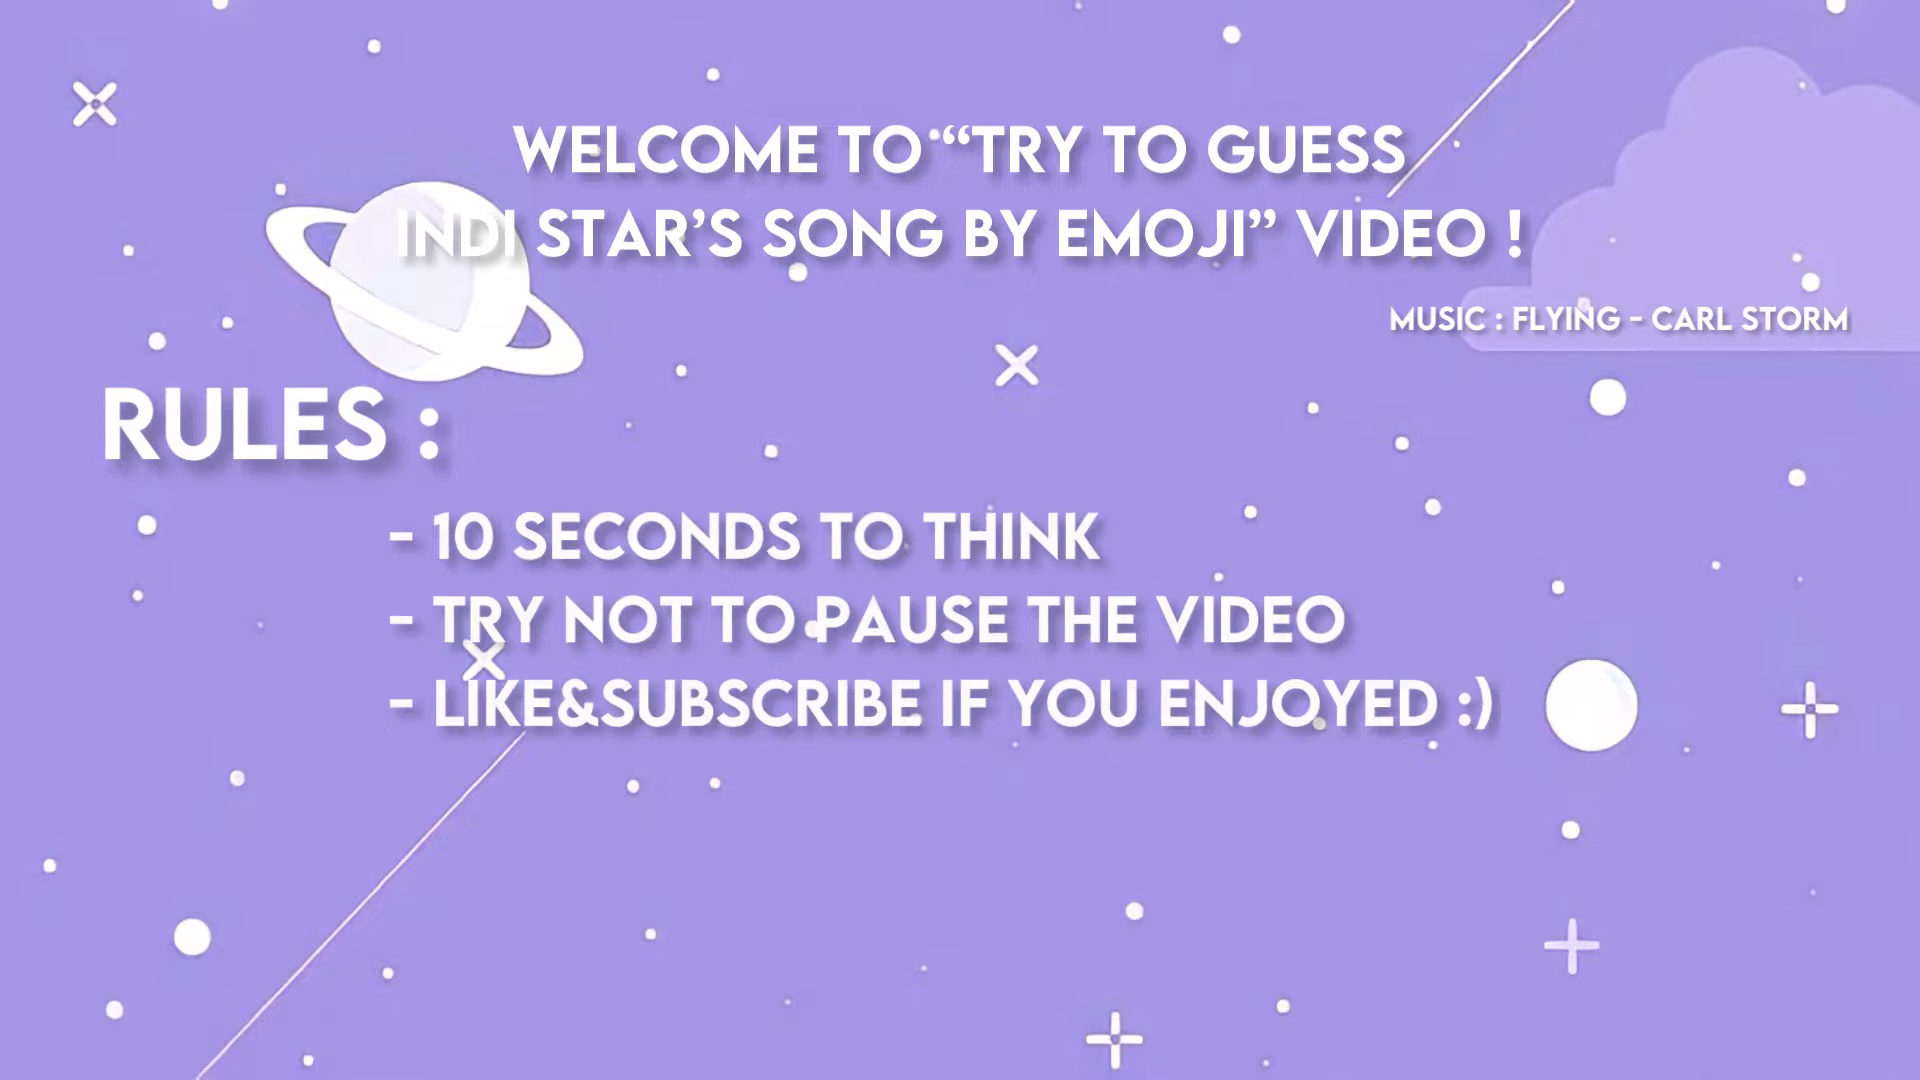 WELCOME TO “TRY TO GUESS
INDI STAR’S SONG BY EMOJI” VIDEO !
MUSIC : FLYING - CARL STORM
RULES :
- 10 SECONDS TO THINK
- TRY NOT TO PAUSE THE VIDEO
- LIKE&SUBSCRIBE IF YOU ENJOYED :)